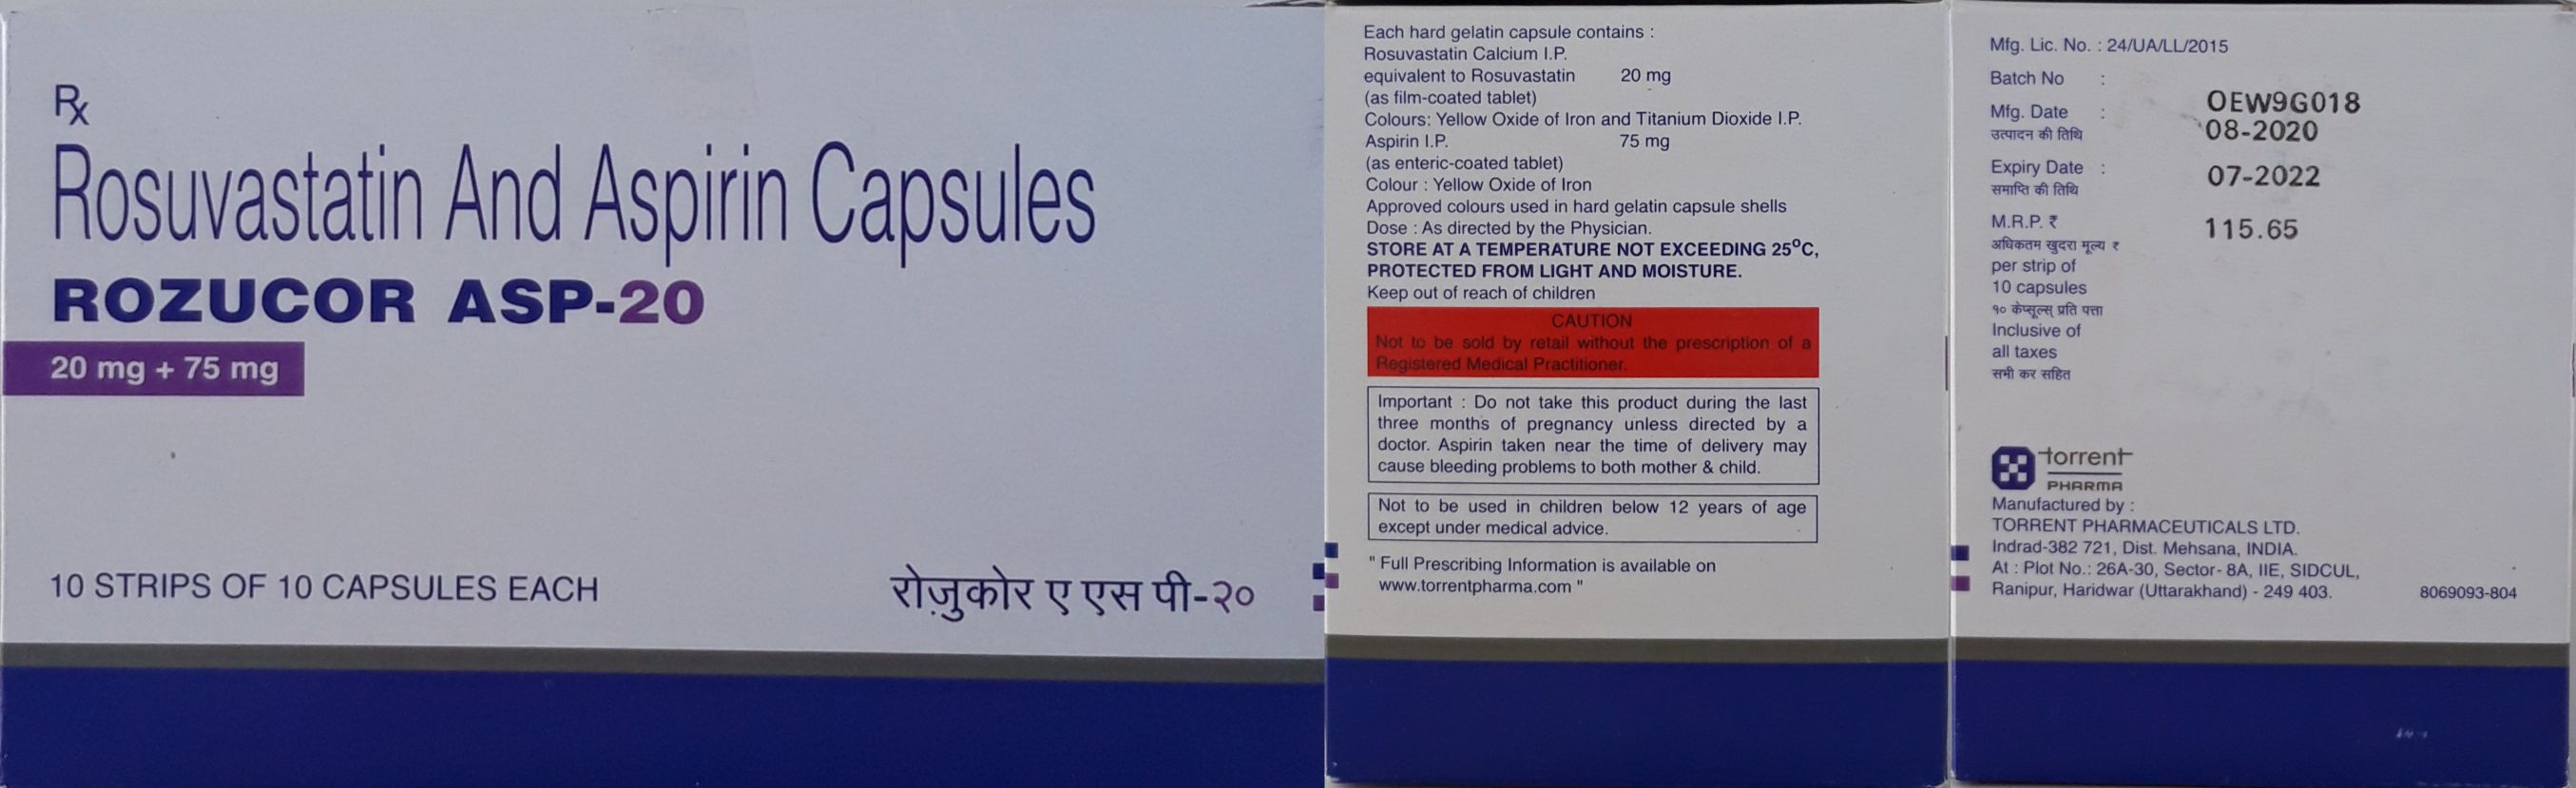 Rx
Rosuvastatin And Aspirin Capsules
ROZUCOR ASP-20
20 mg + 75 mg
10 STRIPS OF 10 CAPSULES EACH
रोज़ुकोर ए एस पी-२०
Each hard gelatin capsule contains :
Rosuvastatin Calcium I.P.
equivalent to Rosuvastatin 20 mg
(as film-coated tablet)
Colours: Yellow Oxide of Iron and Titanium Dioxide I.P.
Aspirin I.P. 75 mg
(as enteric-coated tablet)
Colour : Yellow Oxide of Iron
Approved colours used in hard gelatin capsule shells
Dose : As directed by the Physician.
STORE AT A TEMPERATURE NOT EXCEEDING 25°C,
PROTECTED FROM LIGHT AND MOISTURE.
Keep out of reach of children
CAUTION
Not to be sold by retail without the prescription of a
Registered Medical Practitioner.
Important : Do not take this product during the last
three months of pregnancy unless directed by a
doctor. Aspirin taken near the time of delivery may
cause bleeding problems to both mother & child.
Not to be used in children below 12 years of age
except under medical advice.
" Full Prescribing Information is available on
www.torrentpharma.com "
Mfg. Lic. No. : 24/UA/LL/2015
Batch No :
OEW9G018
Mfg. Date : 08-2020
उत्पादन की तिथि
Expiry Date : 07-2022
समाप्ति की तिथि
M.R.P. ₹ 115.65
अधिकतम खुदरा मूल्य ₹
per strip of
10 capsules
१० केप्सूल्स् प्रति पत्ता
Inclusive of
all taxes
सभी कर सहित
torrent
PHARMA
Manufactured by :
TORRENT PHARMACEUTICALS LTD.
Indrad-382 721, Dist. Mehsana, INDIA.
At : Plot No.: 26A-30, Sector- 8A, IIE, SIDCUL,
Ranipur, Haridwar (Uttarakhand) - 249 403.
8069093-804